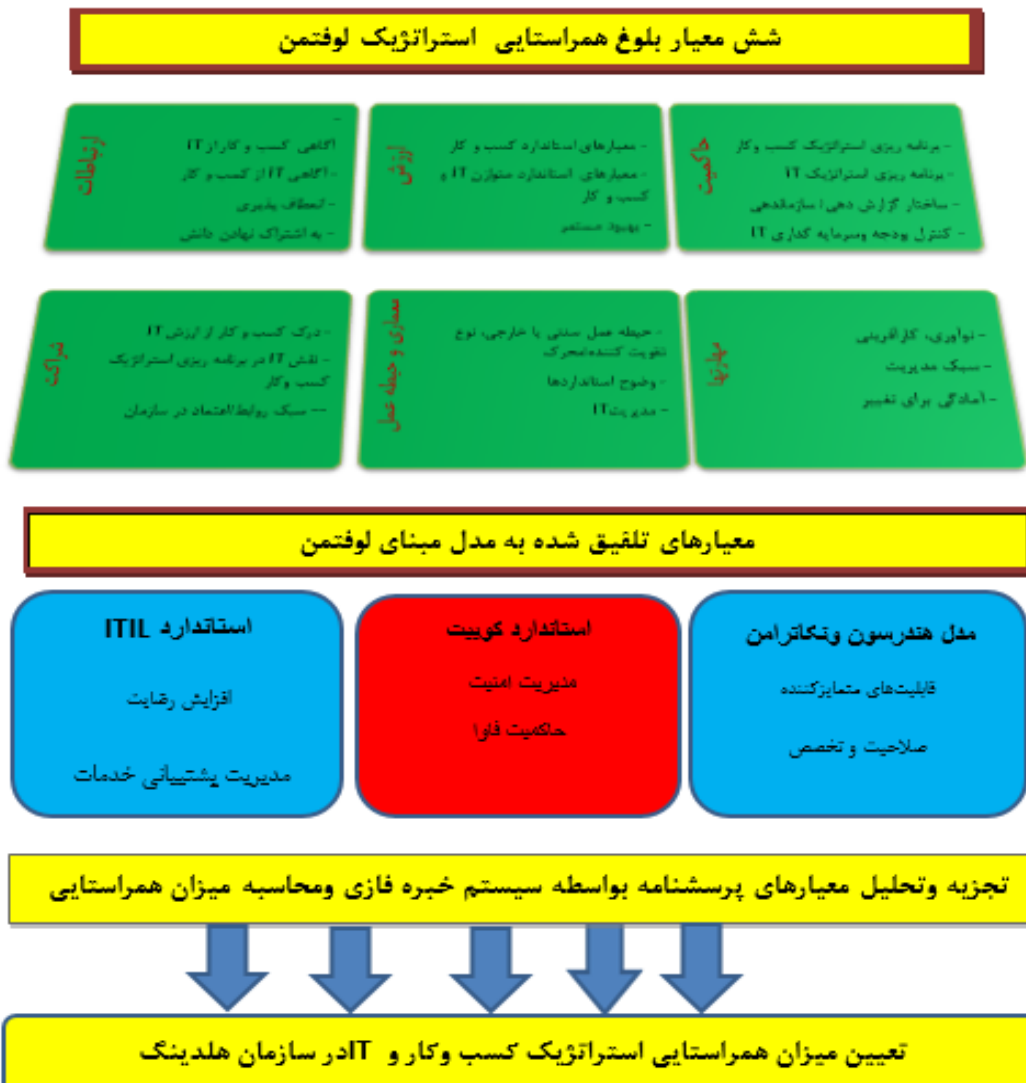 شش معیار بلوغ همراستایی استراتژیک لوفتمن
حاکمیت
- برنامه ریزی استراتژیک کسب وکار
- برنامه ریزی استراتژیک IT
- ساختار گزارش دهی/ سازماندهی
- کنترل بودجه وسرمایه گذاری IT
ارزش
- معیارهای استاندارد کسب و کار
- معیارهای استاندارد متوازن IT و
کسب و کار
- بهبود مستمر
ارتباطات
-
آگاهی کسب و کار از IT
- آگاهی IT از کسب و کار
- انعطاف پذیری
- به اشتراک نهادن دانش
مهارتها
- نوآوری، کارآفرینی
- سبک مدیریت
- آمادگی برای تغییر
معماری و حیطه عمل
- حیطه عمل سنتی یا خارجی، نوع
تقویت کننده/محرک
- وضوح استانداردها
- مدیریت IT
شراکت
- درک کسب و کار از ارزش IT
- نقش IT در برنامه ریزی استراتژیک
کسب وکار
-- سبک روابط/اعتماد در سازمان
معیارهای تلفیق شده به مدل مبنای لوفتمن
مدل هندرسون ونکاترامن
قابلیت‌های متمایزکننده
صلاحیت و تخصص
استاندارد کوبیت
مدیریت امنیت
حاکمیت فاوا
استاندارد ITIL
افزایش رضایت
مدیریت پشتیبانی خدمات
تجزیه وتحلیل معیارهای پرسشنامه بواسطه سیستم خبره فازی ومحاسبه میزان همراستایی
تعیین میزان همراستایی استراتژیک کسب وکار و ITدر سازمان هلدینگ